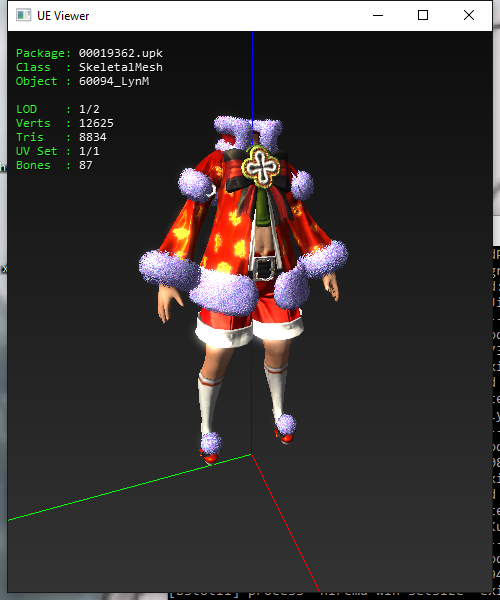 UE Viewer
Package: 00019362.upk
Class  : SkeletalMesh
Object : 60094_LynM
LOD    : 1/2
Verts  : 12625
Tris   : 8834
UV Set : 1/1
Bones  : 87